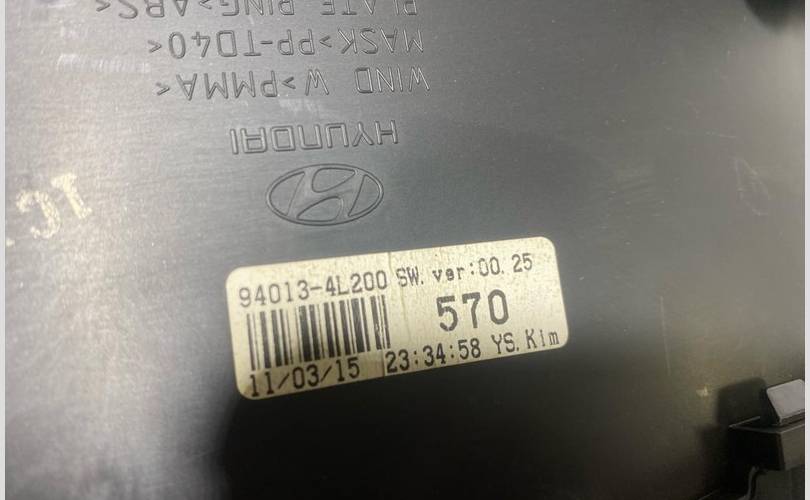 PLATE RING>ABS<
MASK>PP-TD40<
WIND W>PMMA<
HYUNDAI
94013-4L200 SW. ver:00. 25
570
11/03/15 23:34:58 YS. Kim